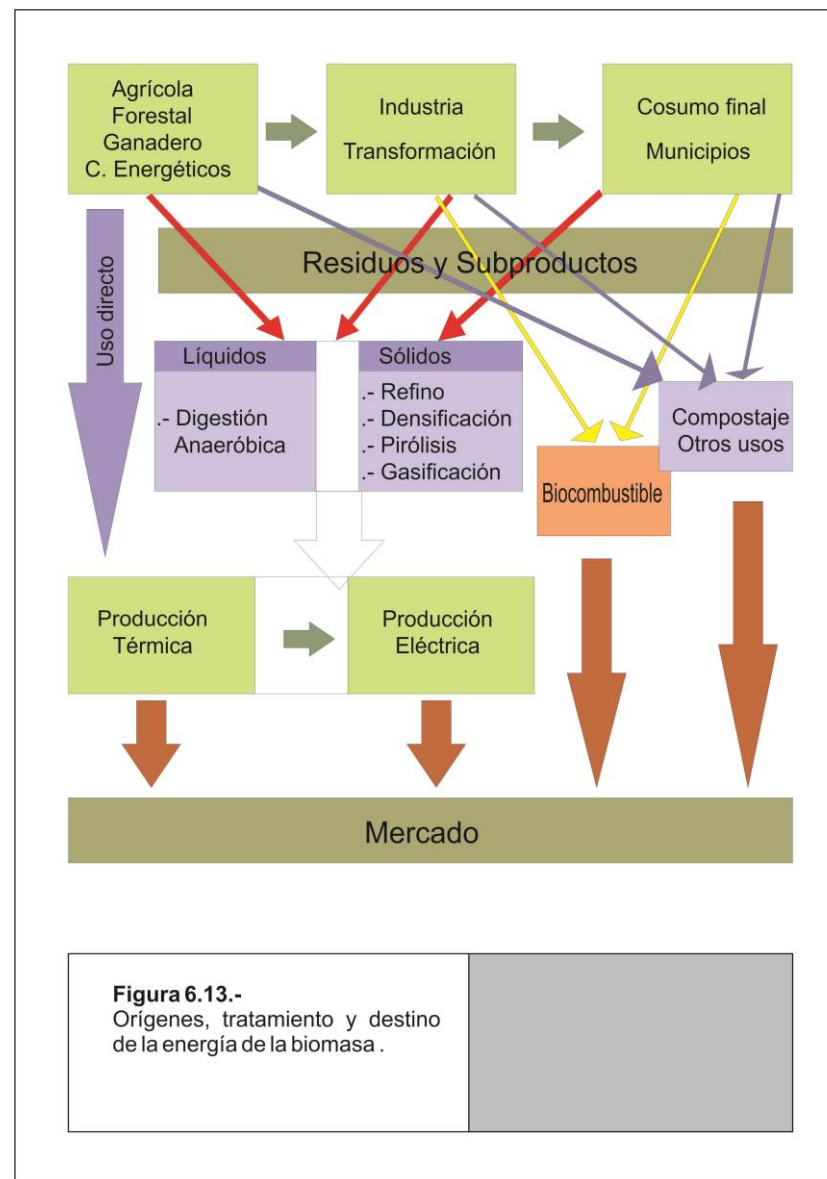 Agrícola
Forestal
Ganadero
C. Energéticos
Industria
Transformación
Cosumo final
Municipios
Residuos y Subproductos
Uso directo
Líquidos
.- Digestión
Anaeróbica
Sólidos
.- Refino
.- Densificación
.- Pirólisis
.- Gasificación
Compostaje
Otros usos
Biocombustible
Producción
Térmica
Producción
Eléctrica
Mercado
Figura 6.13.-
Orígenes, tratamiento y destino
de la energía de la biomasa .